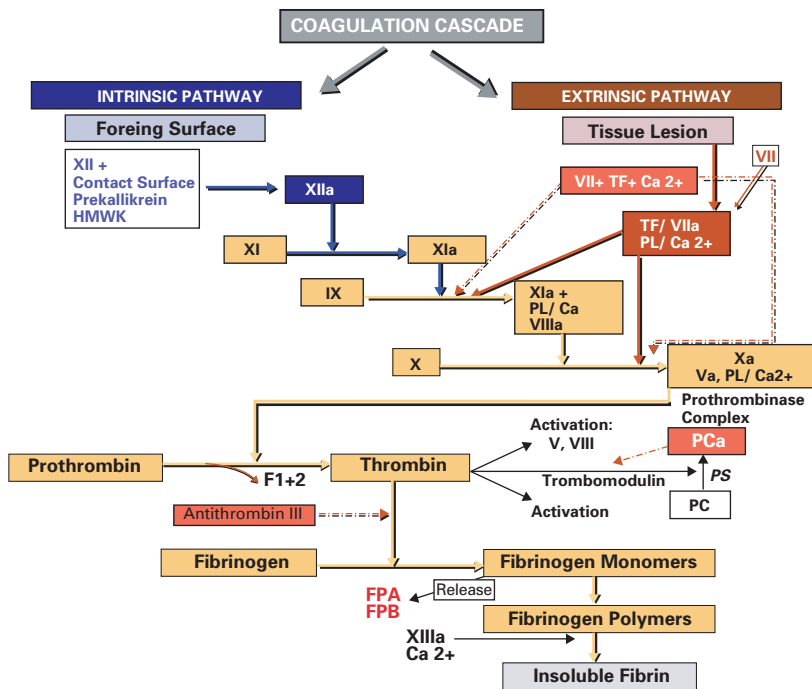 COAGULATION CASCADE
INTRINSIC PATHWAY
EXTRINSIC PATHWAY
Foreing Surface
Tissue Lesion
XII +
Contact Surface
Prekallikrein
HMWK
XIIa
VII+ TF+ Ca 2+
VII
TF/ VIIa
PL/ Ca 2+
XI
XIa
IX
XIa +
PL/ Ca
VIIIa
X
Xa
Va, PL/ Ca2+
Prothrombinase
Complex
Activation:
V, VIII
PCa
Prothrombin
F1+2
Thrombin
Trombomodulin
PS
PC
Activation
Antithrombin III
Fibrinogen
Fibrinogen Monomers
Release
FPA
FPB
Fibrinogen Polymers
XIIIa
Ca 2+
Insoluble Fibrin